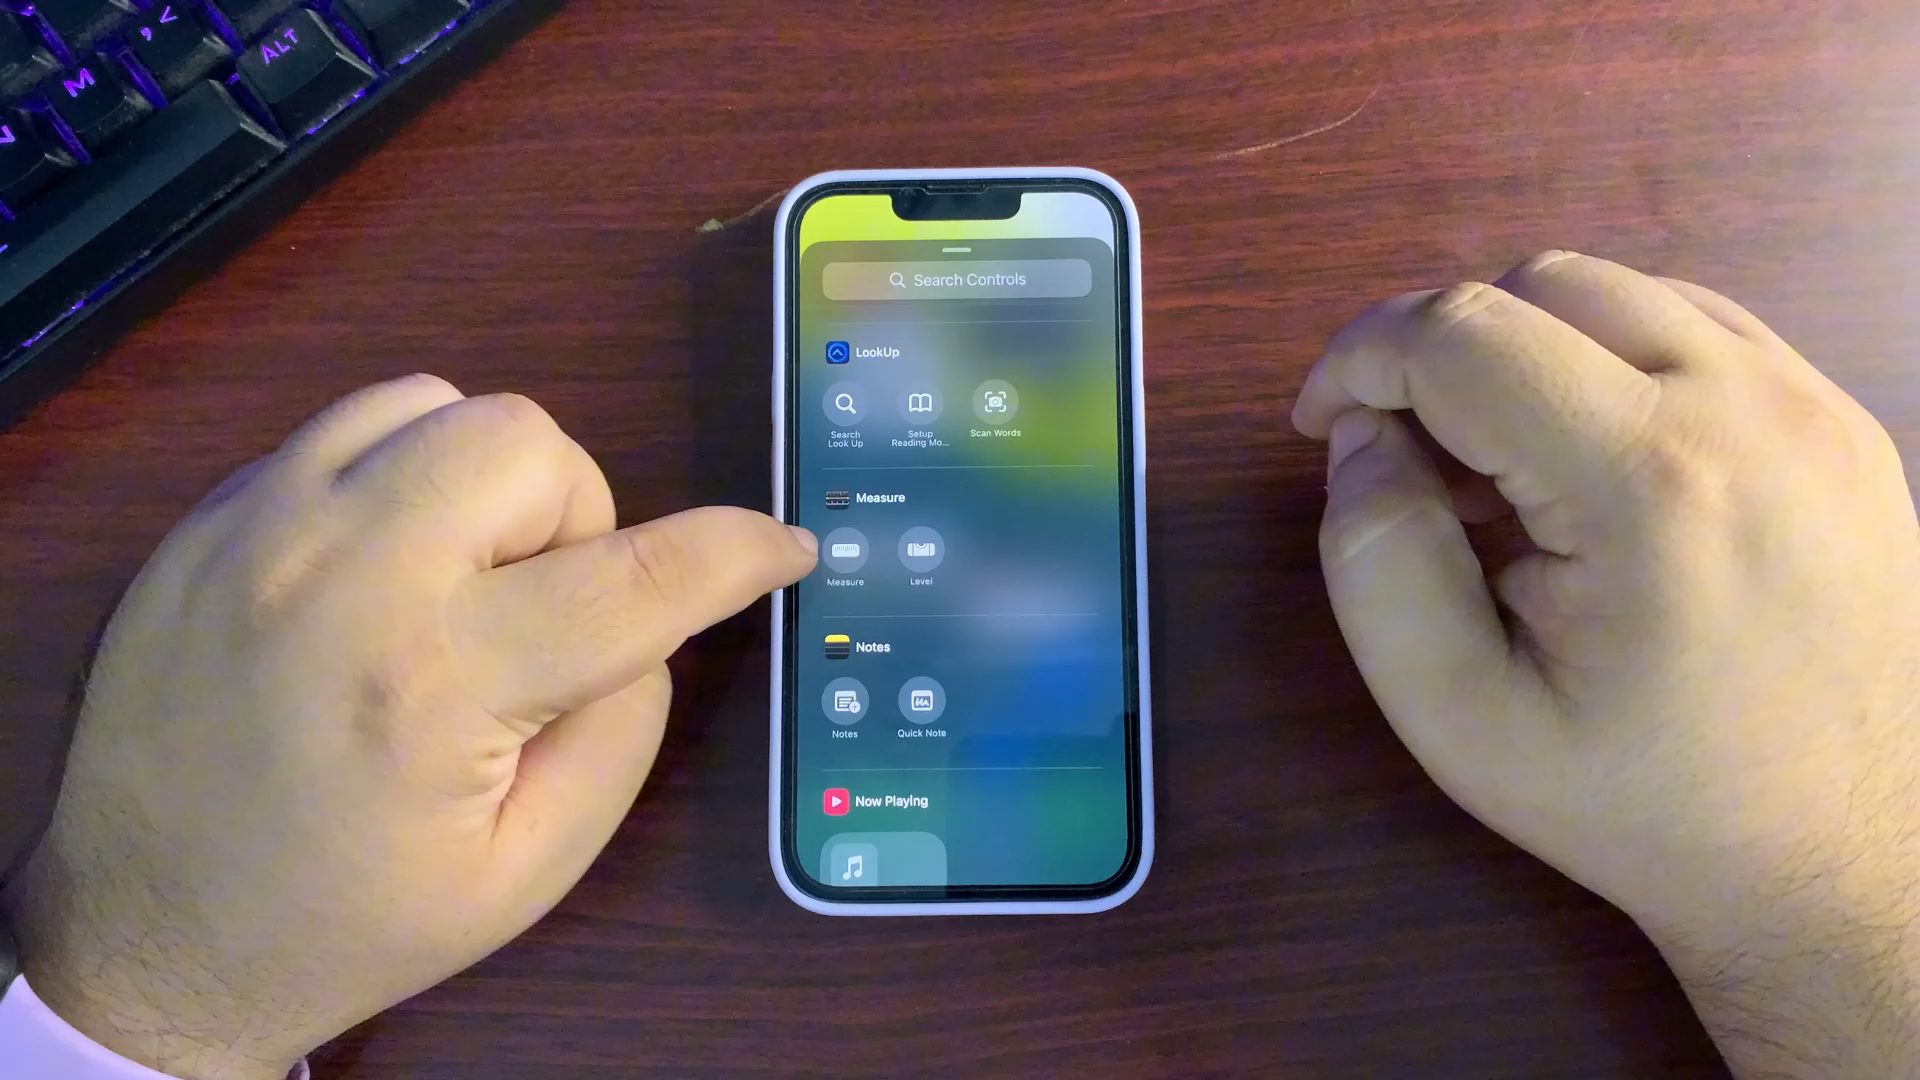 M
ALT
Search Controls
LookUp
Search
Look Up
Setup
Reading Mo...
Scan Words
Measure
Measure
Level
Notes
Notes
Quick Note
Now Playing